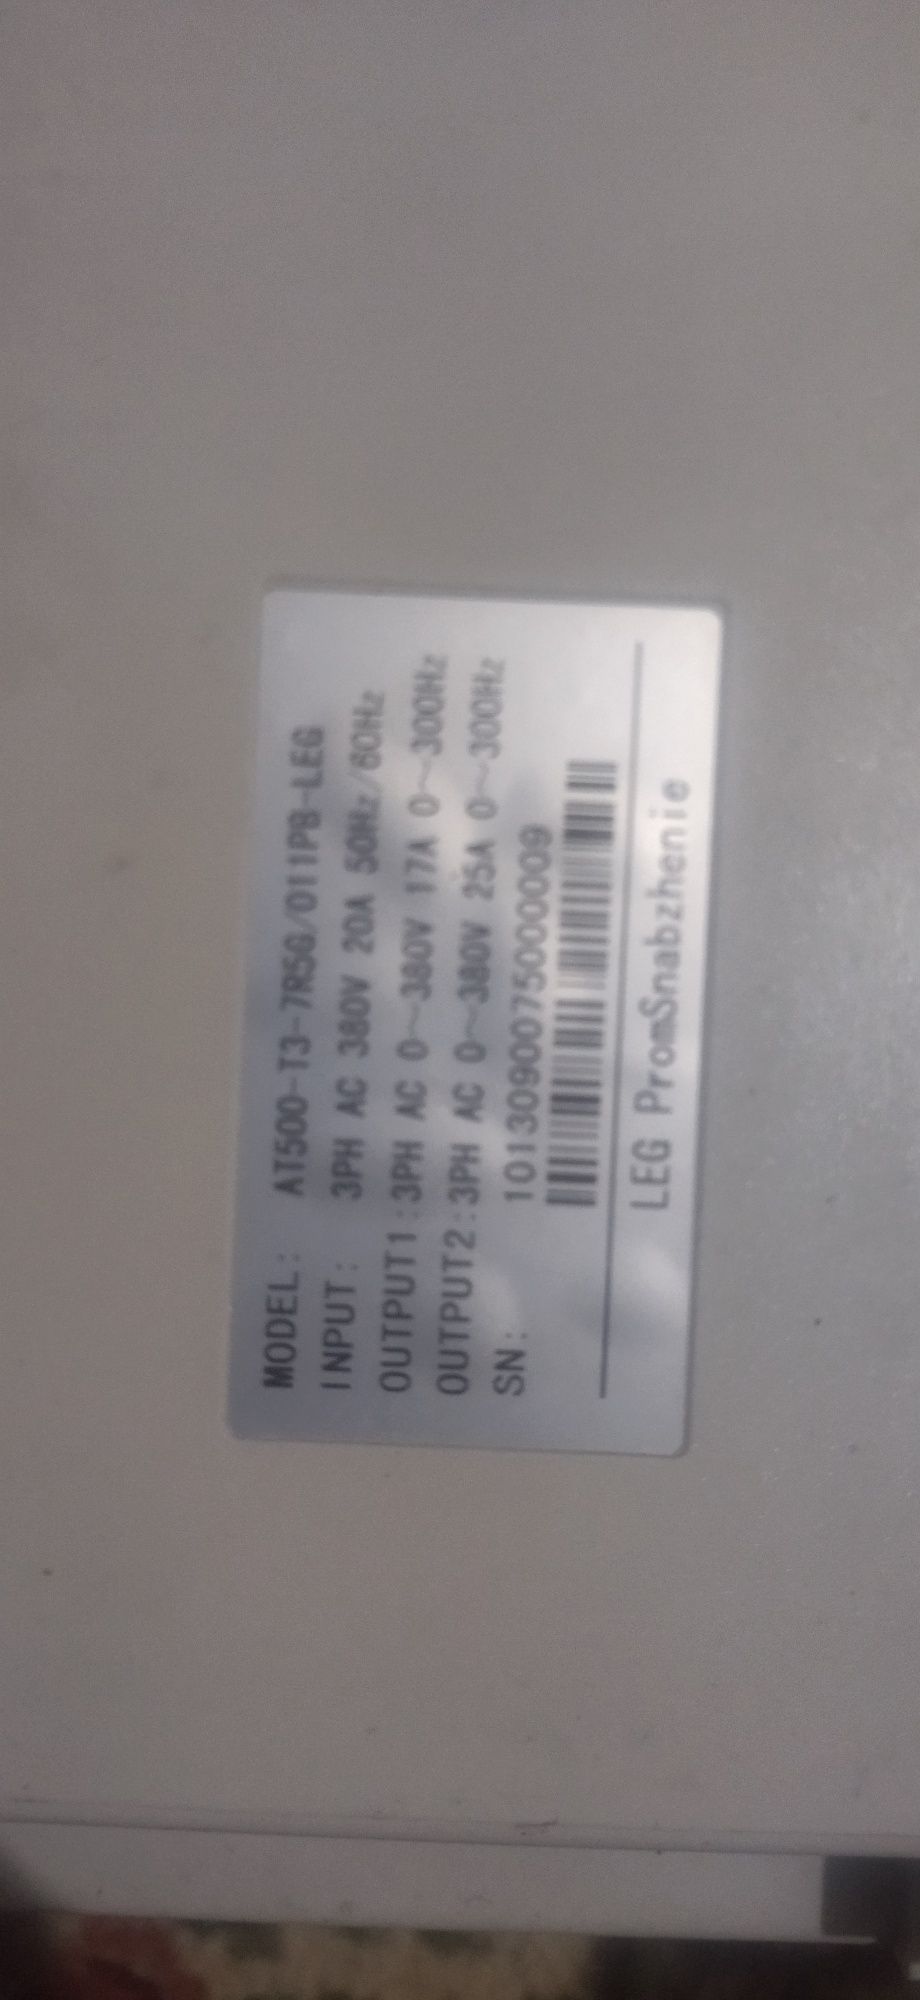 MODEL: AT500-T3-7R5G/011PB-LEG
INPUT: 3PH AC 380V 20A 50Hz/60Hz
OUTPUT1:3PH AC 0~380V 17A 0~300Hz
OUTPUT2:3PH AC 0~380V 25A 0~300Hz
SN: 1013090075000009
LEG PromSnabzhenie